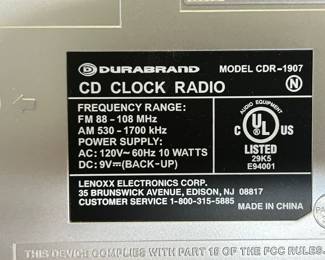 DURABRAND MODEL CDR-1907
CD CLOCK RADIO N
FREQUENCY RANGE:
FM 88 - 108 MHz
AM 530 - 1700 kHz
POWER SUPPLY:
AC: 120V~ 60Hz 10 WATTS
DC: 9V⎓(BACK-UP)
AUDIO EQUIPMENT
C UL US
LISTED
29K5
E94001
LENOXX ELECTRONICS CORP.
35 BRUNSWICK AVENUE, EDISON, NJ 08817
CUSTOMER SERVICE 1-800-315-5885
MADE IN CHINA
THIS DEVICE COMPLIES WITH PART 15 OF THE FCC RULES.